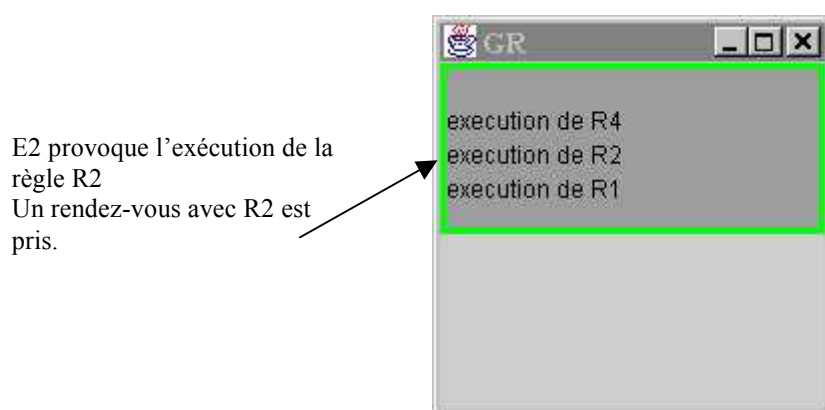 GR
execution de R4
execution de R2
execution de R1
E2 provoque l’exécution de la
règle R2
Un rendez-vous avec R2 est
pris.